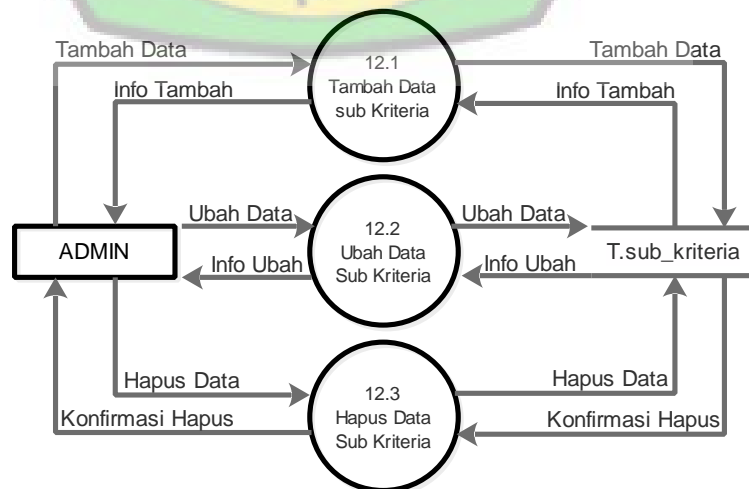 Tambah Data
12.1
Tambah Data
sub Kriteria
Tambah Data
Info Tambah
Info Tambah
Ubah Data
12.2
Ubah Data
Sub Kriteria
Ubah Data
ADMIN
T.sub_kriteria
Info Ubah
Info Ubah
Hapus Data
12.3
Hapus Data
Sub Kriteria
Hapus Data
Konfirmasi Hapus
Konfirmasi Hapus